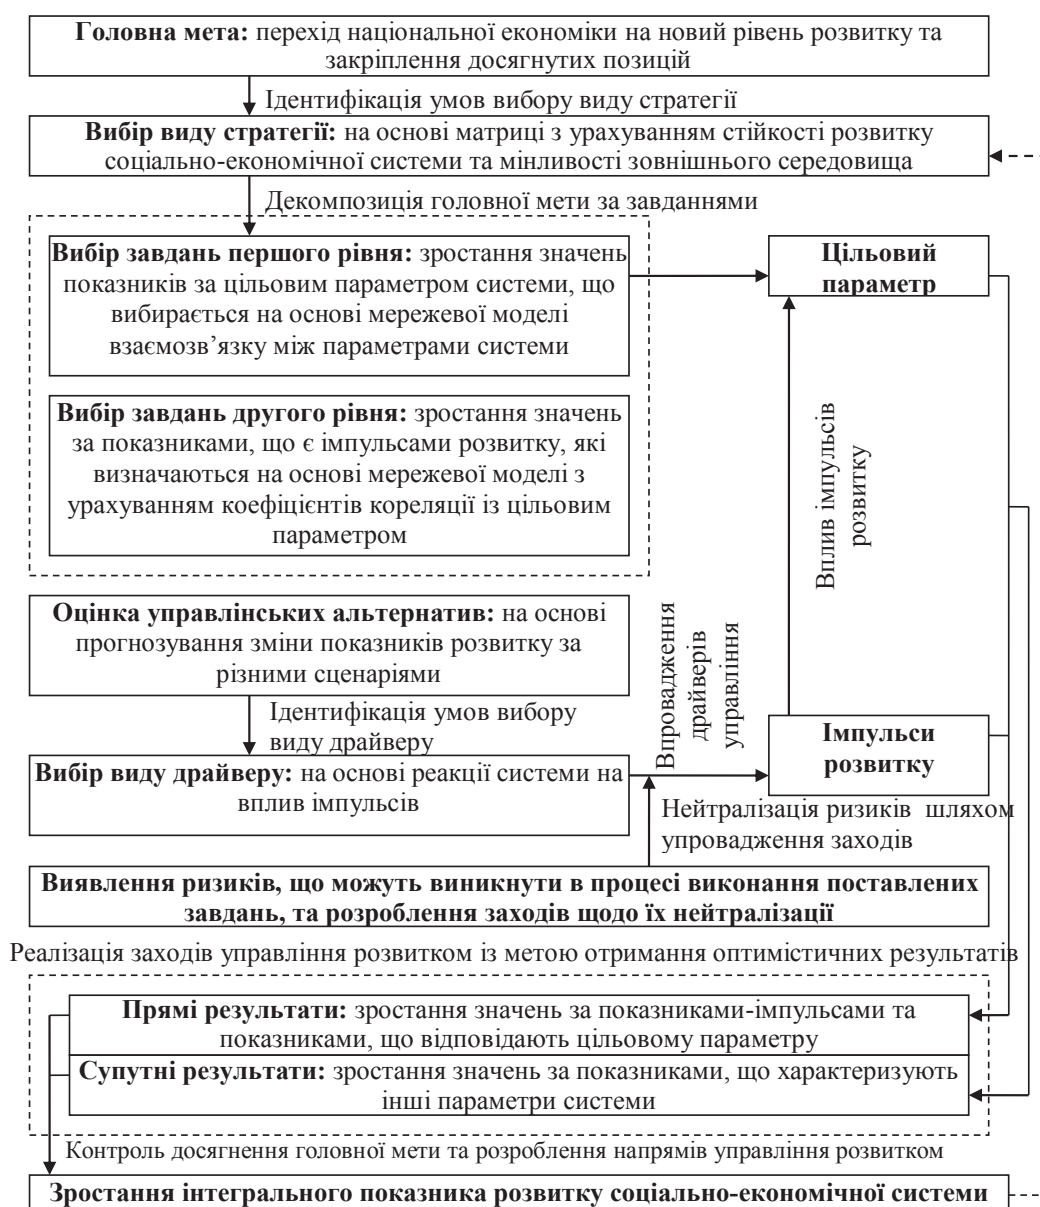 Головна мета: перехід національної економіки на новий рівень розвитку та
закріплення досягнутих позицій
Ідентифікація умов вибору виду стратегії
Вибір виду стратегії: на основі матриці з урахуванням стійкості розвитку
соціально-економічної системи та мінливості зовнішнього середовища
Декомпозиція головної мети за завданнями
Вибір завдань першого рівня: зростання значень
показників за цільовим параметром системи, що
вибирається на основі мережевої моделі
взаємозв’язку між параметрами системи
Цільовий
параметр
Вибір завдань другого рівня: зростання значень
за показниками, що є імпульсами розвитку, які
визначаються на основі мережевої моделі з
урахуванням коефіцієнтів кореляції із цільовим
параметром
Вплив імпульсів
розвитку
Оцінка управлінських альтернатив: на основі
прогнозування зміни показників розвитку за
різними сценаріями
Впровадження
драйверів
управління
Ідентифікація умов вибору
виду драйверу
Вибір виду драйверу: на основі реакції системи на
вплив імпульсів
Імпульси
розвитку
Нейтралізація ризиків шляхом
упровадження заходів
Виявлення ризиків, що можуть виникнути в процесі виконання поставлених
завдань, та розроблення заходів щодо їх нейтралізації
Реалізація заходів управління розвитком із метою отримання оптимістичних результатів
Прямі результати: зростання значень за показниками-імпульсами та
показниками, що відповідають цільовому параметру
Супутні результати: зростання значень за показниками, що характеризують
інші параметри системи
Контроль досягнення головної мети та розроблення напрямів управління розвитком
Зростання інтегрального показника розвитку соціально-економічної системи